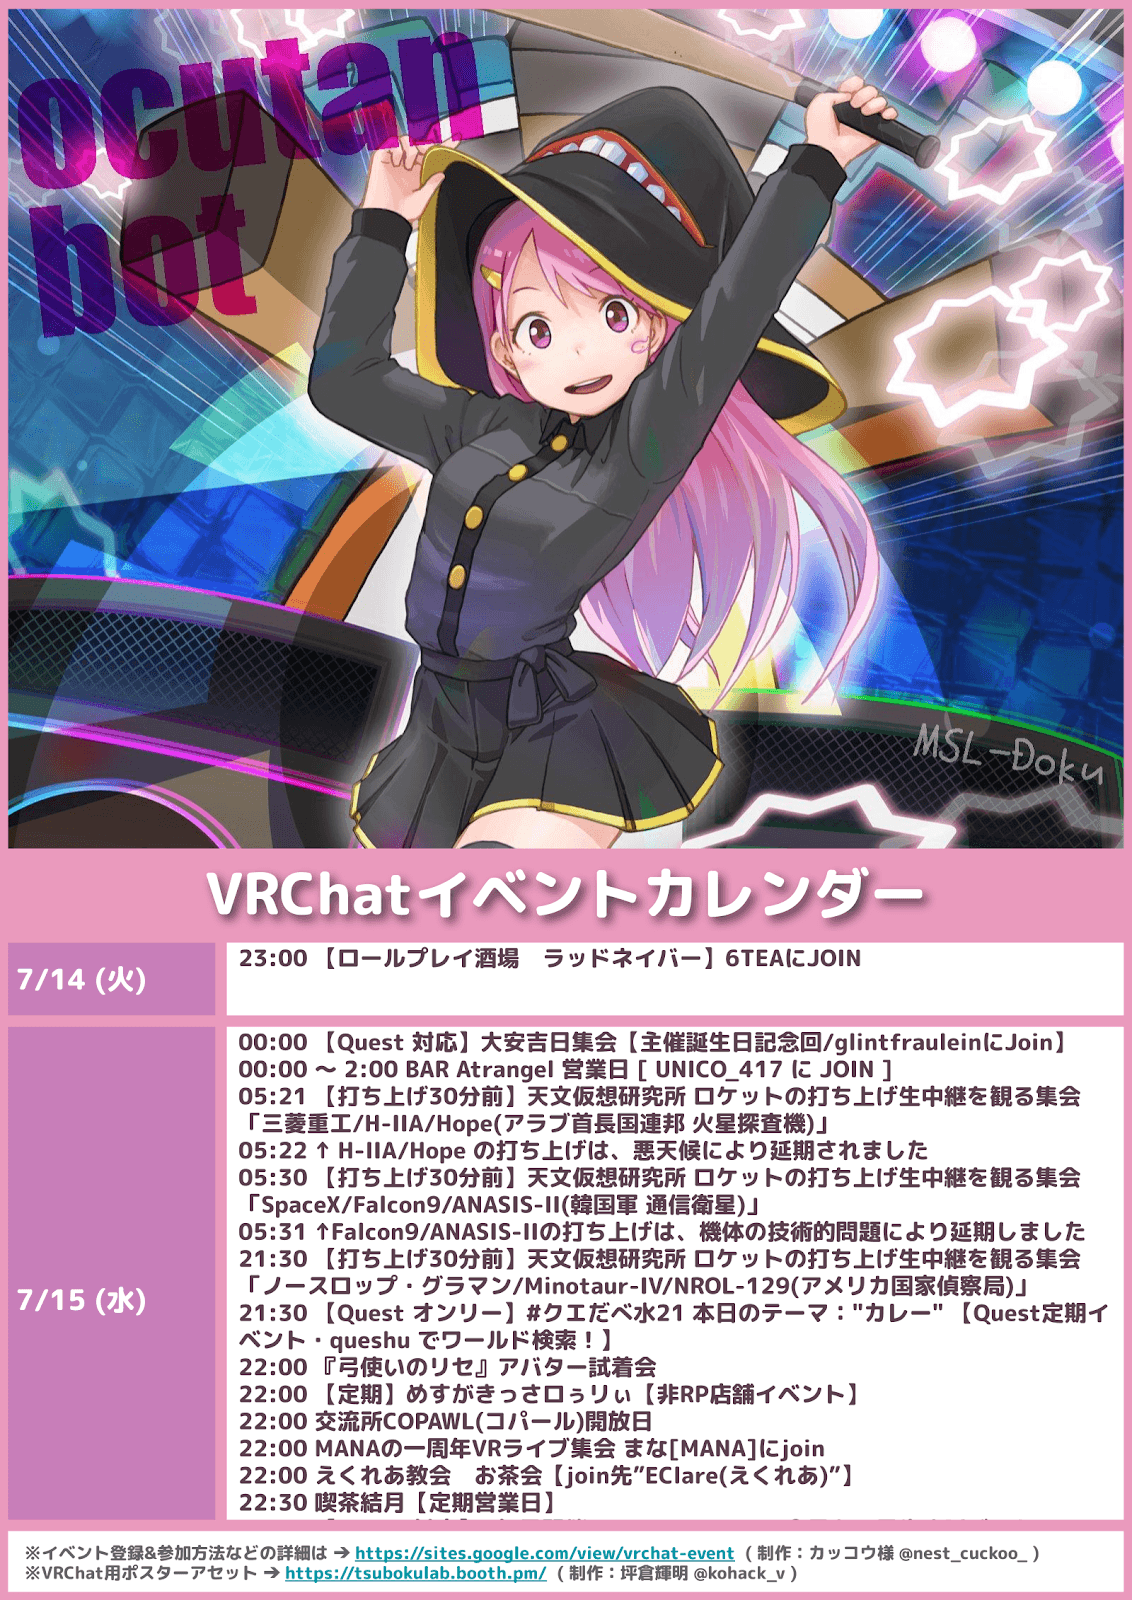 ocutan
bot
MSL-Doku
VRChatイベントカレンダー
7/14 (火)
23:00 【ロールプレイ酒場　ラッドネイバー】6TEAにJOIN
7/15 (水)
00:00 【Quest 対応】大安吉日集会【主催誕生日記念回/glintfrauleinにJoin】
00:00 ～ 2:00 BAR Atrangel 営業日 [ UNICO_417 に JOIN ]
05:21 【打ち上げ30分前】天文仮想研究所 ロケットの打ち上げ生中継を観る集会
「三菱重工/H-IIA/Hope(アラブ首長国連邦 火星探査機)」
05:22 ↑ H-IIA/Hope の打ち上げは、悪天候により延期されました
05:30 【打ち上げ30分前】天文仮想研究所 ロケットの打ち上げ生中継を観る集会
「SpaceX/Falcon9/ANASIS-II(韓国軍 通信衛星)」
05:31 ↑Falcon9/ANASIS-IIの打ち上げは、機体の技術的問題により延期しました
21:30 【打ち上げ30分前】天文仮想研究所 ロケットの打ち上げ生中継を観る集会
「ノースロップ・グラマン/Minotaur-IV/NROL-129(アメリカ国家偵察局)」
21:30 【Quest オンリー】#クエだべ水21 本日のテーマ："カレー" 【Quest定期イ
ベント・queshu でワールド検索！】
22:00 『弓使いのリセ』アバター試着会
22:00 【定期】めすがきっさロぅリぃ【非RP店舗イベント】
22:00 交流所COPAWL(コパール)開放日
22:00 MANAの一周年VRライブ集会 まな[MANA]にjoin
22:00 えくれあ教会　お茶会【join先”EClare(えくれあ)”】
22:30 喫茶結月【定期営業日】
※イベント登録&参加方法などの詳細は → https://sites.google.com/view/vrchat-event （ 制作：カッコウ様 @nest_cuckoo_ ）
※VRChat用ポスターアセット → https://tsubokulab.booth.pm/ （ 制作：坪倉輝明 @kohack_v ）